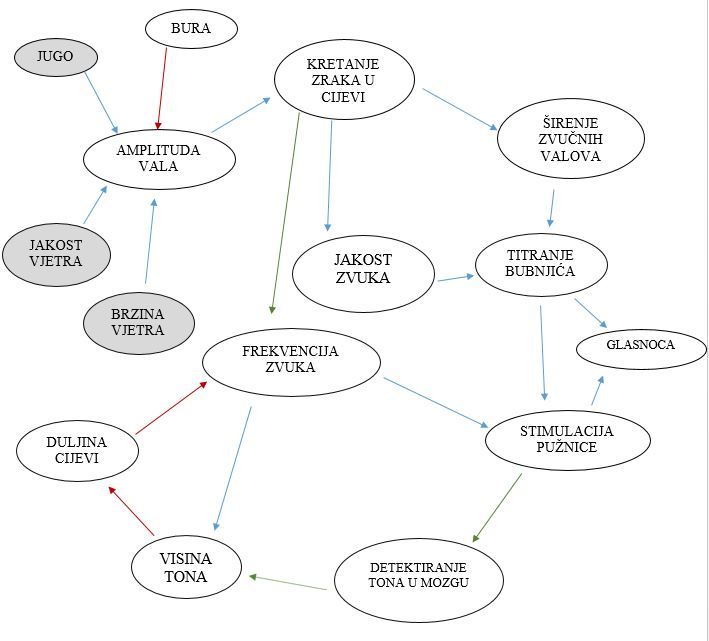 BURA
JUGO
KRETANJE
ZRAKA U
CIJEVI
ŠIRENJE
ZVUČNIH
VALOVA
AMPLITUDA
VALA
JAKOST
VJETRA
JAKOST
ZVUKA
TITRANJE
BUBNJIĆA
BRZINA
VJETRA
GLASNOCA
FREKVENCIJA
ZVUKA
DULJINA
CIJEVI
STIMULACIJA
PUŽNICE
VISINA
TONA
DETEKTIRANJE
TONA U MOZGU